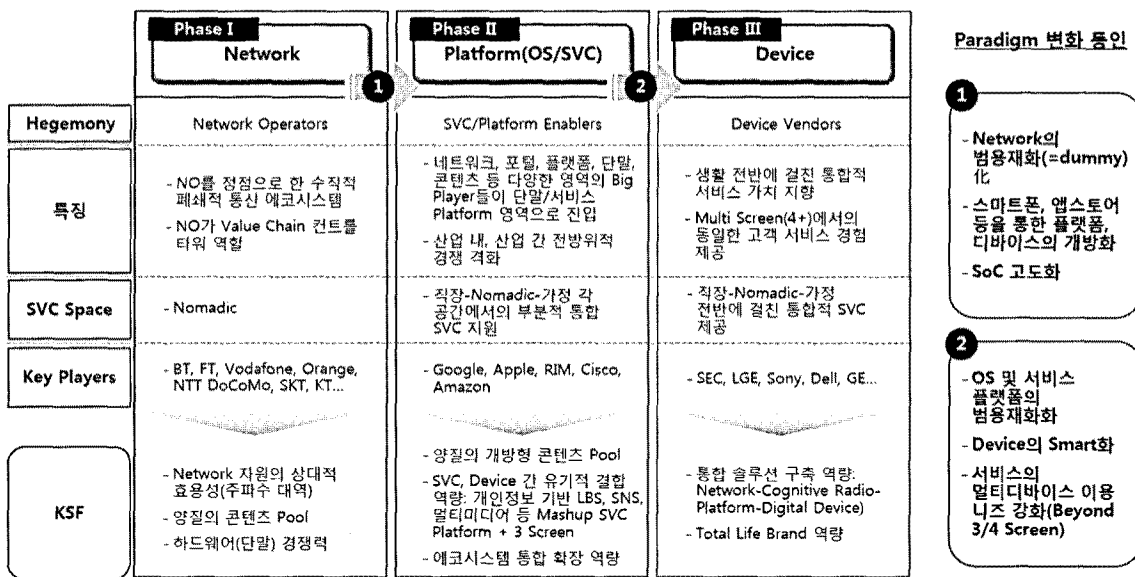 Phase I
Network
Phase II
Platform(OS/SVC)
Phase III
Device
Paradigm 변화 동인
1
2
Hegemony
Network Operators
SVC/Platform Enablers
Device Vendors
특징
- NO를 정점으로 한 수직적
폐쇄적 통신 에코시스템
- NO가 Value Chain 컨트롤
타워 역할
- 네트워크, 포털, 플랫폼, 단말,
콘텐츠 등 다양한 영역의 Big
Player들이 단말/서비스
Platform 영역으로 진입
- 산업 내, 산업 간 전방위적
경쟁 격화
- 생활 전반에 걸친 통합적
서비스 가치 지향
- Multi Screen(4+)에서의
동일한 고객 서비스 경험
제공
SVC Space
- Nomadic
- 직장-Nomadic-가정 각
공간에서의 부분적 통합
SVC 지원
- 직장-Nomadic-가정
전반에 걸친 통합적 SVC
제공
Key Players
- BT, FT, Vodafone, Orange,
NTT DoCoMo, SKT, KT...
- Google, Apple, RIM, Cisco,
Amazon
- SEC, LGE, Sony, Dell, GE...
KSF
- Network 자원의 상대적
효용성(주파수 대역)
- 양질의 콘텐츠 Pool
- 하드웨어(단말) 경쟁력
- 양질의 개방형 콘텐츠 Pool
- SVC, Device 간 유기적 결합
역량: 개인정보 기반 LBS, SNS,
멀티미디어 등 Mashup SVC
Platform + 3 Screen
- 에코시스템 통합 확장 역량
- 통합 솔루션 구축 역량:
Network-Cognitive Radio-
Platform-Digital Device)
- Total Life Brand 역량
1
- Network의
범용재화(=dummy)
化
- 스마트폰, 앱스토어
등을 통한 플랫폼,
디바이스의 개방화
- SoC 고도화
2
- OS 및 서비스
플랫폼의
범용재화화
- Device의 Smart화
- 서비스의
멀티디바이스 이용
니즈 강화(Beyond
3/4 Screen)